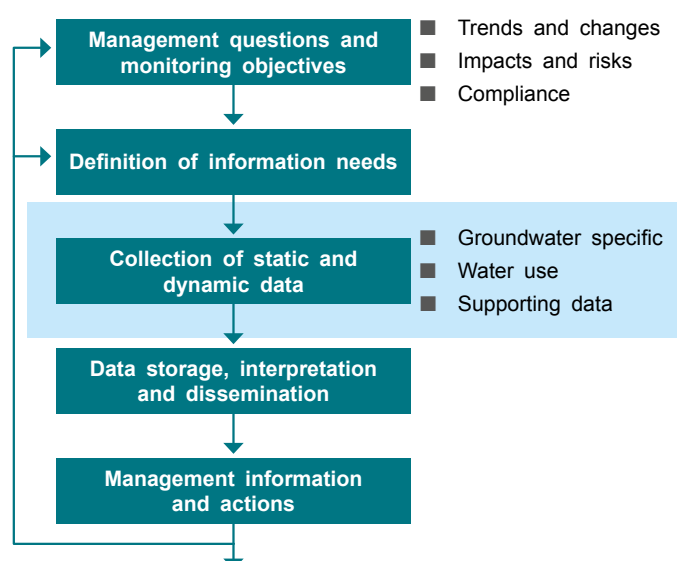 Management questions and
monitoring objectives
■ Trends and changes
■ Impacts and risks
■ Compliance
Definition of information needs
Collection of static and
dynamic data
■ Groundwater specific
■ Water use
■ Supporting data
Data storage, interpretation
and dissemination
Management information
and actions